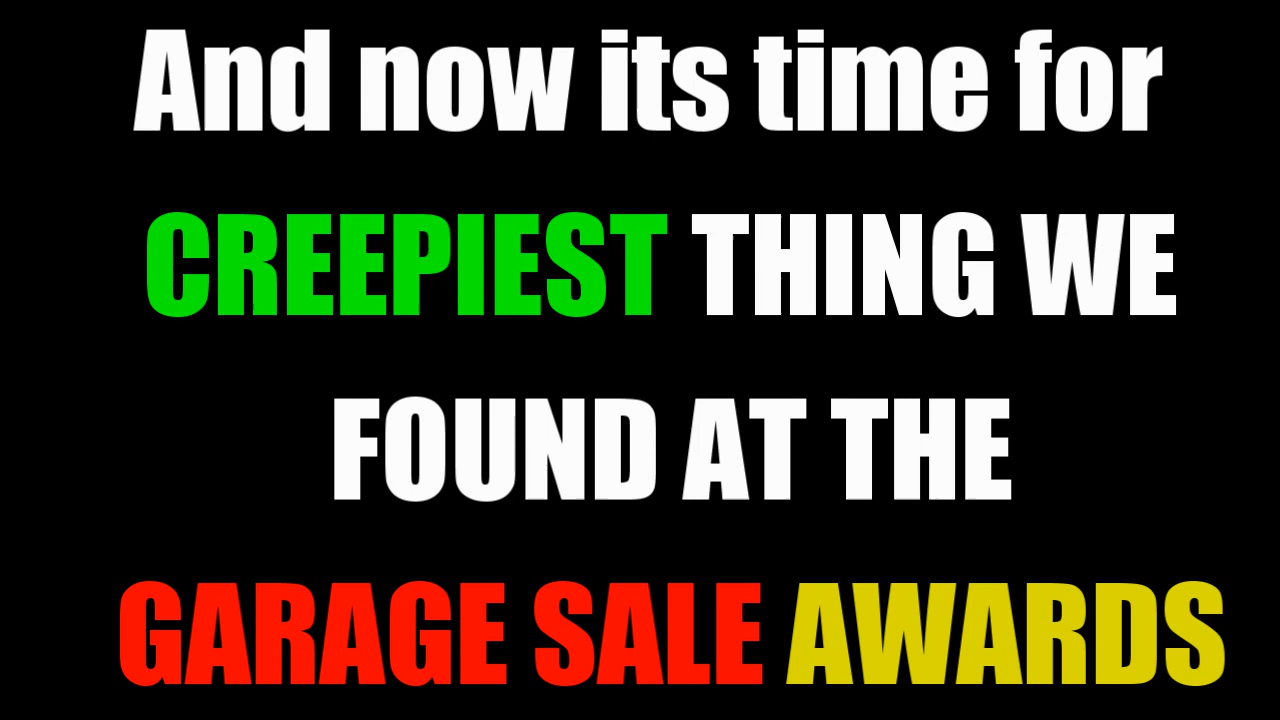 And now its time for
CREEPIEST THING WE
FOUND AT THE
GARAGE SALE AWARDS